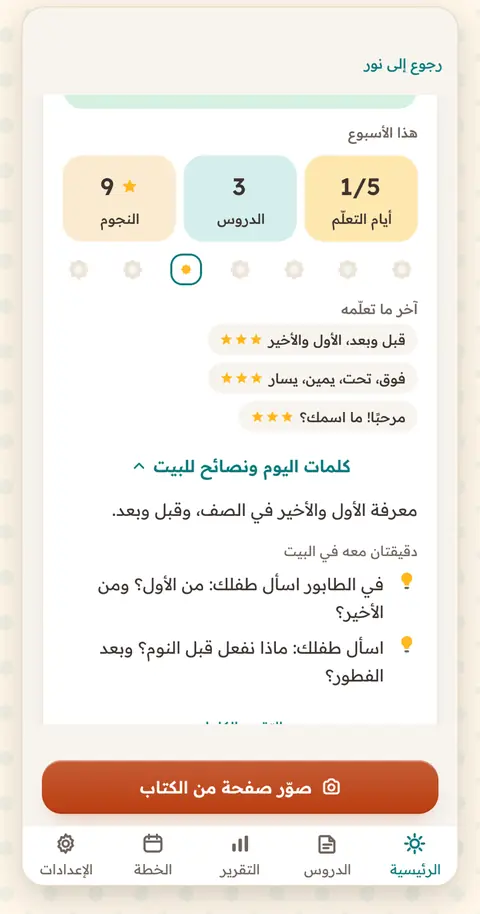 رجوع إلى نور
هذا الأسبوع
1/5
أيام التعلّم
3
الدروس
9
النجوم
آخر ما تعلّمه
قبل وبعد، الأول والأخير
فوق، تحت، يمين، يسار
مرحبًا! ما اسمك؟
كلمات اليوم ونصائح للبيت
معرفة الأول والأخير في الصف، وقبل وبعد.
دقيقتان معه في البيت
في الطابور اسأل طفلك: من الأول؟ ومن
الأخير؟
اسأل طفلك: ماذا نفعل قبل النوم؟ وبعد
الفطور؟
صوّر صفحة من الكتاب
الرئيسية
الدروس
التقرير
الخطة
الإعدادات